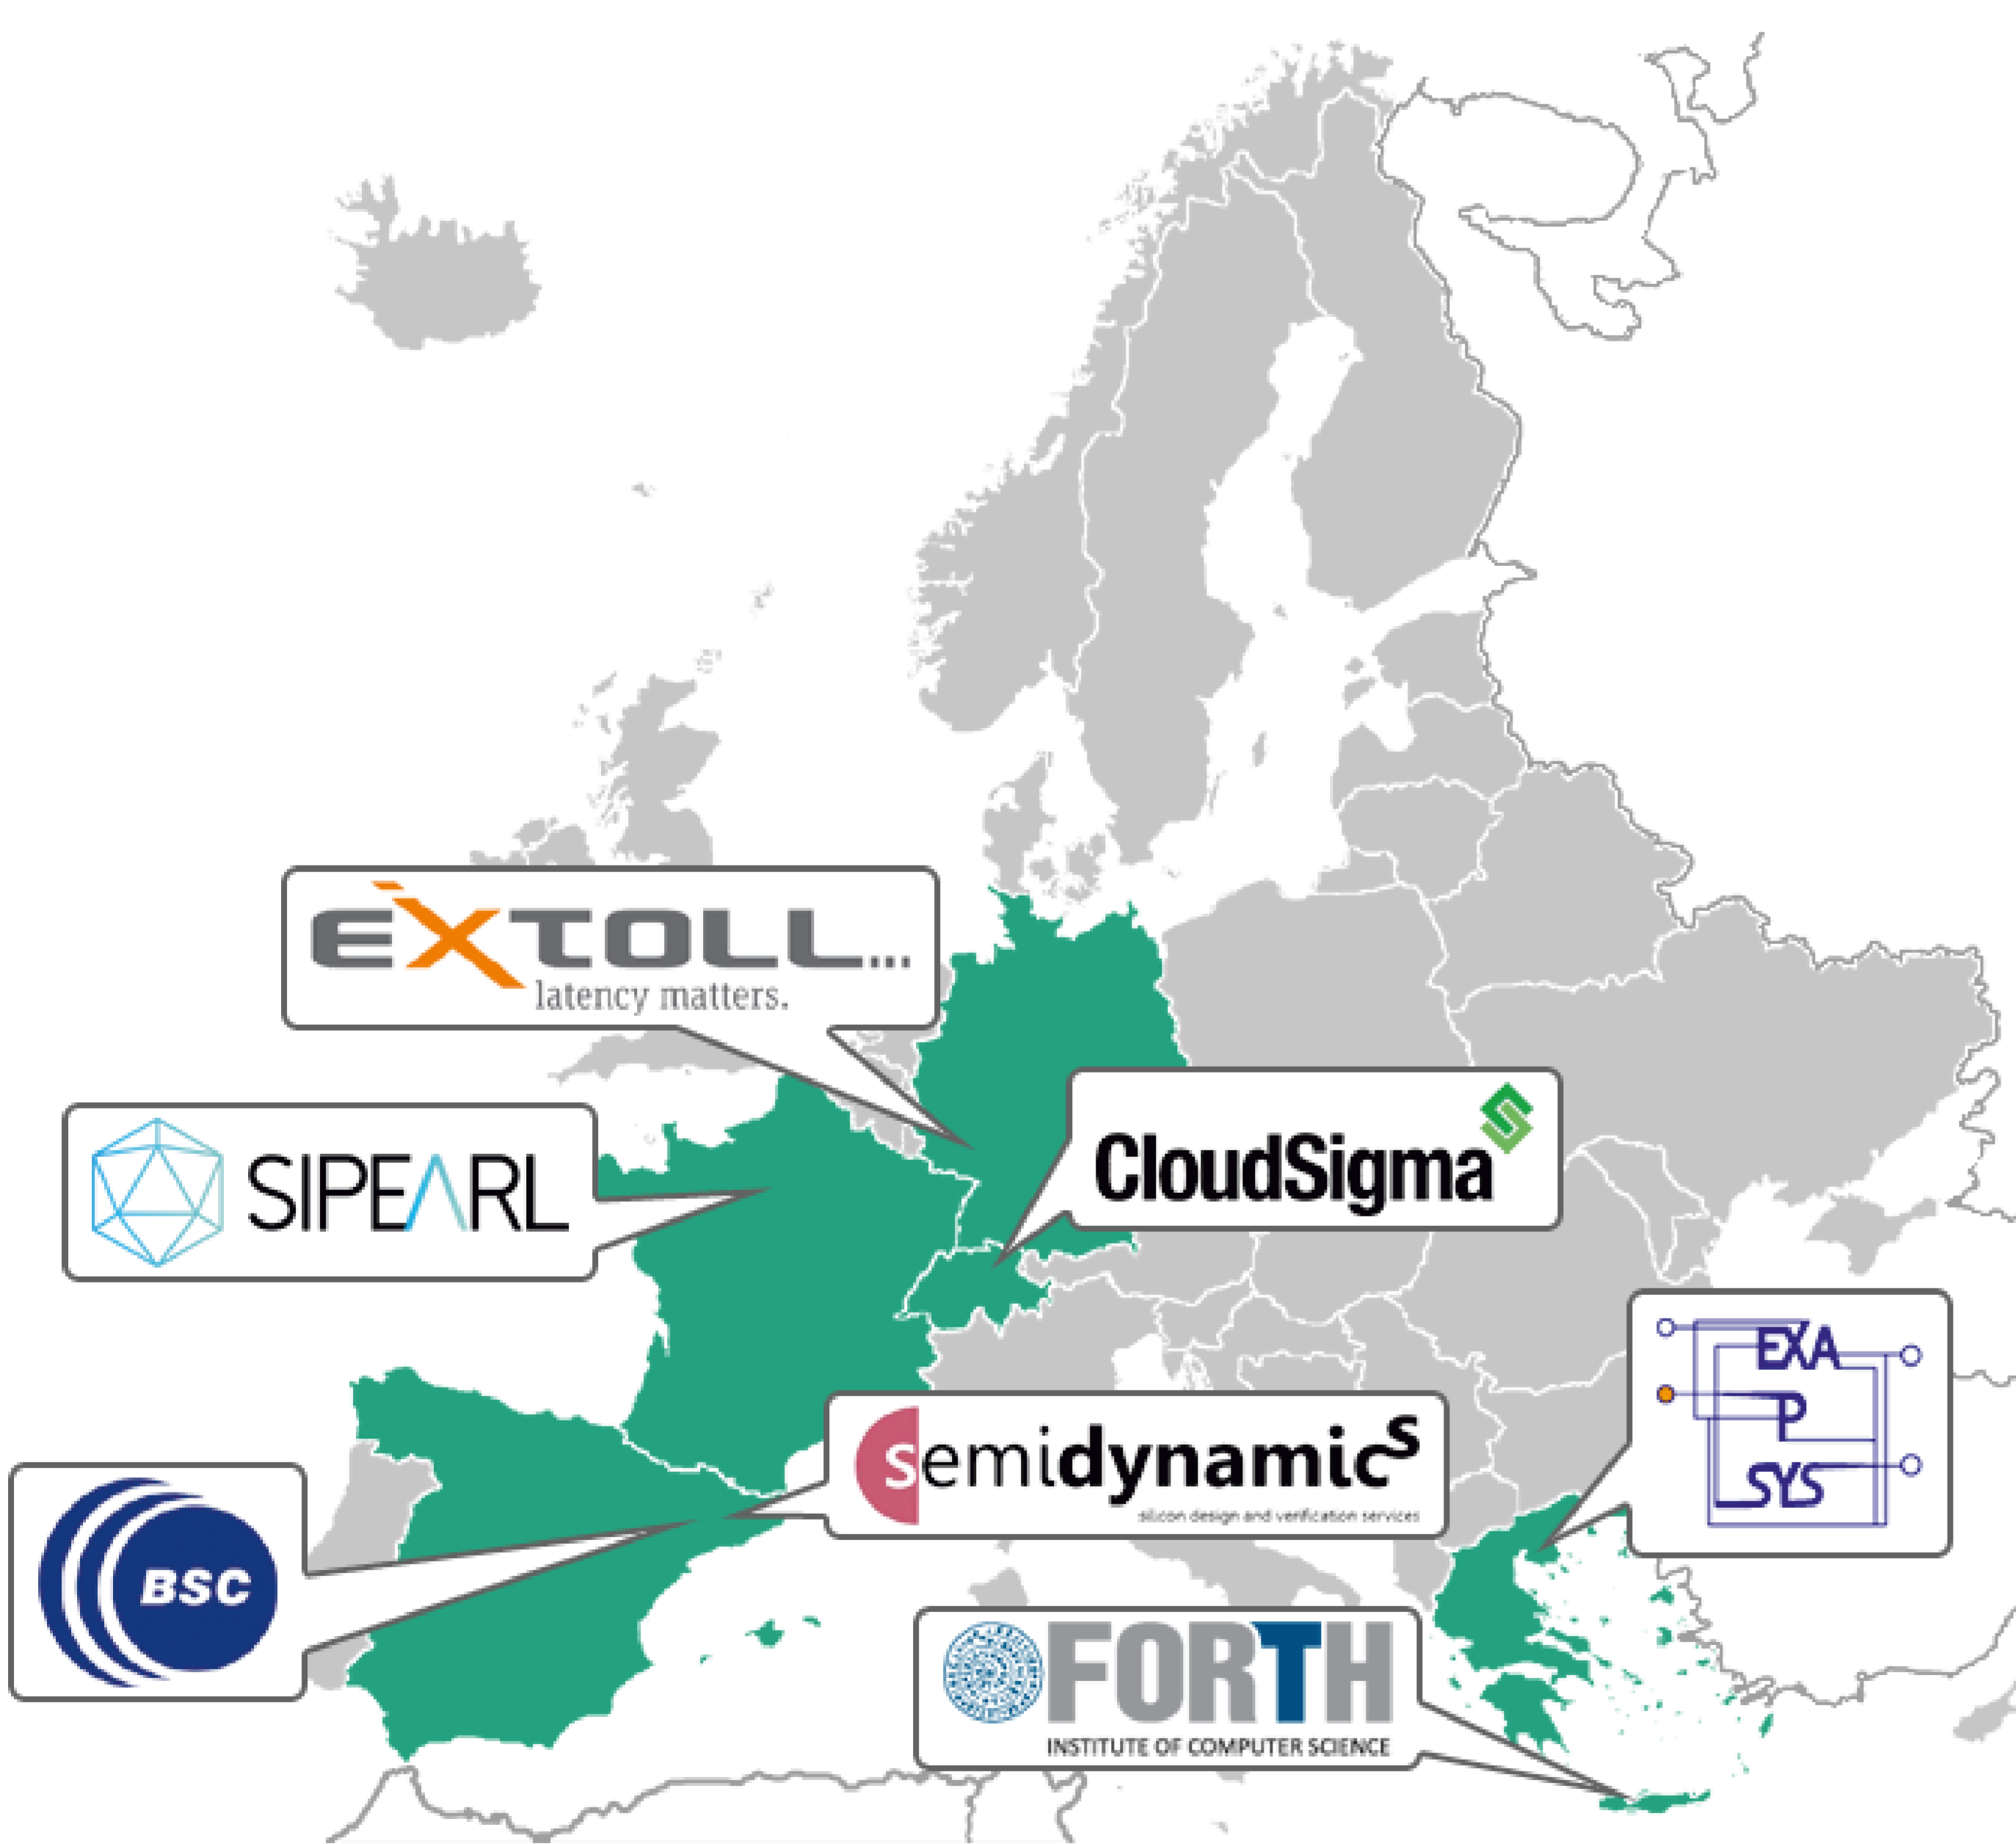 EXTOLL...
latency matters.
SIPEARL
CloudSigma
EXA
P
SYS
semidynamics
silicon design and verification services
BSC
FORTH
INSTITUTE OF COMPUTER SCIENCE